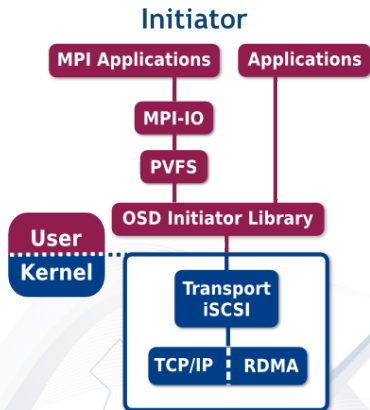 Initiator
MPI Applications
Applications
MPI-IO
PVFS
OSD Initiator Library
User
Kernel
Transport
iSCSI
TCP/IP
RDMA